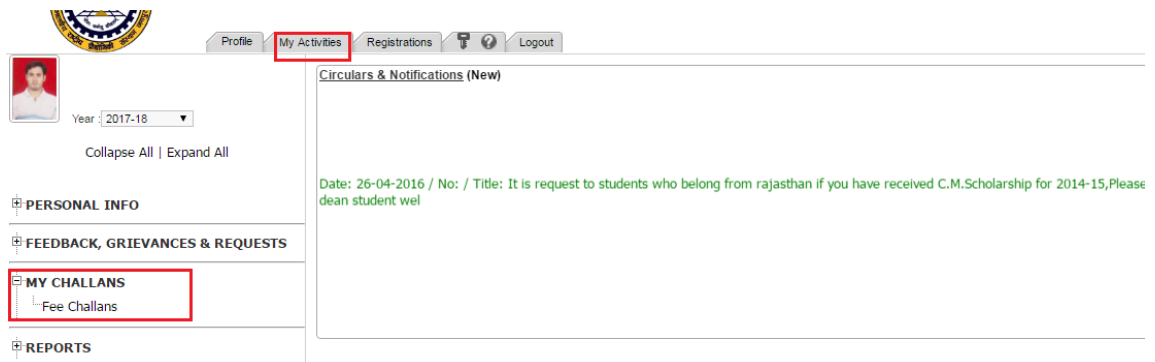 Profile
My Activities
Registrations
Logout
Circulars & Notifications (New)
Year : 2017-18
Collapse All | Expand All
Date: 26-04-2016 / No: / Title: It is request to students who belong from rajasthan if you have received C.M.Scholarship for 2014-15,Please
dean student wel
PERSONAL INFO
FEEDBACK, GRIEVANCES & REQUESTS
MY CHALLANS
Fee Challans
REPORTS